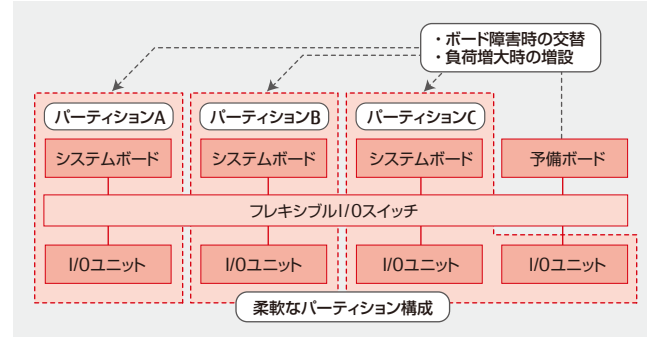 ・ボード障害時の交替
・負荷増大時の増設
パーティションA
パーティションB
パーティションC
システムボード
システムボード
システムボード
予備ボード
フレキシブルI/Oスイッチ
I/Oユニット
I/Oユニット
I/Oユニット
I/Oユニット
柔軟なパーティション構成